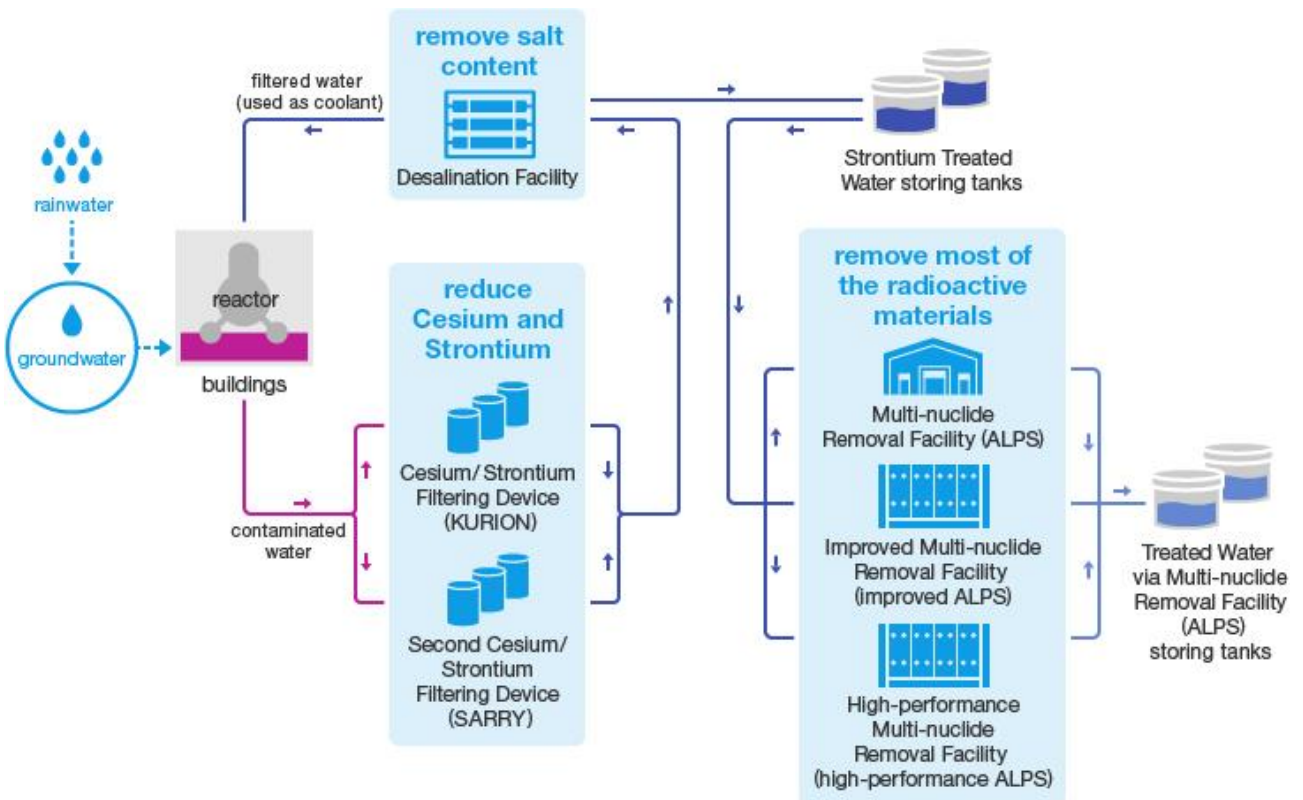 remove salt
content
Desalination Facility
filtered water
(used as coolant)
rainwater
groundwater
reactor
buildings
contaminated
water
reduce
Cesium and
Strontium
Cesium/ Strontium
Filtering Device
(KURION)
Second Cesium/
Strontium
Filtering Device
(SARRY)
Strontium Treated
Water storing tanks
remove most of
the radioactive
materials
Multi-nuclide
Removal Facility (ALPS)
Improved Multi-nuclide
Removal Facility
(improved ALPS)
High-performance
Multi-nuclide
Removal Facility
(high-performance ALPS)
Treated Water
via Multi-nuclide
Removal Facility
(ALPS)
storing tanks